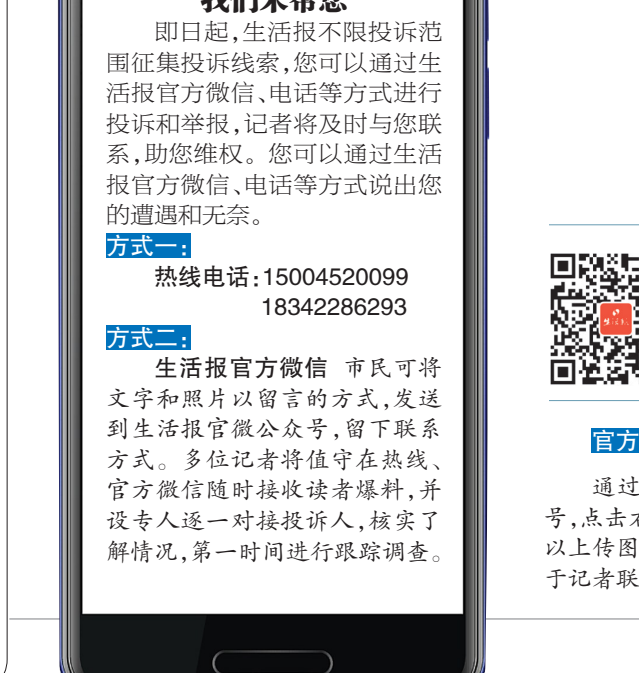 我们来帮您
即日起,生活报不限投诉范
围征集投诉线索,您可以通过生
活报官方微信、电话等方式进行
投诉和举报,记者将及时与您联
系,助您维权。您可以通过生活
报官方微信、电话等方式说出您
的遭遇和无奈。
方式一:
热线电话:15004520099
18342286293
方式二:
生活报官方微信 市民可将
文字和照片以留言的方式,发送
到生活报官微公众号,留下联系
方式。多位记者将值守在热线、
官方微信随时接收读者爆料,并
设专人逐一对接投诉人,核实了
解情况,第一时间进行跟踪调查。
生活报
官方
通过
号,点击
以上传图
于记者联